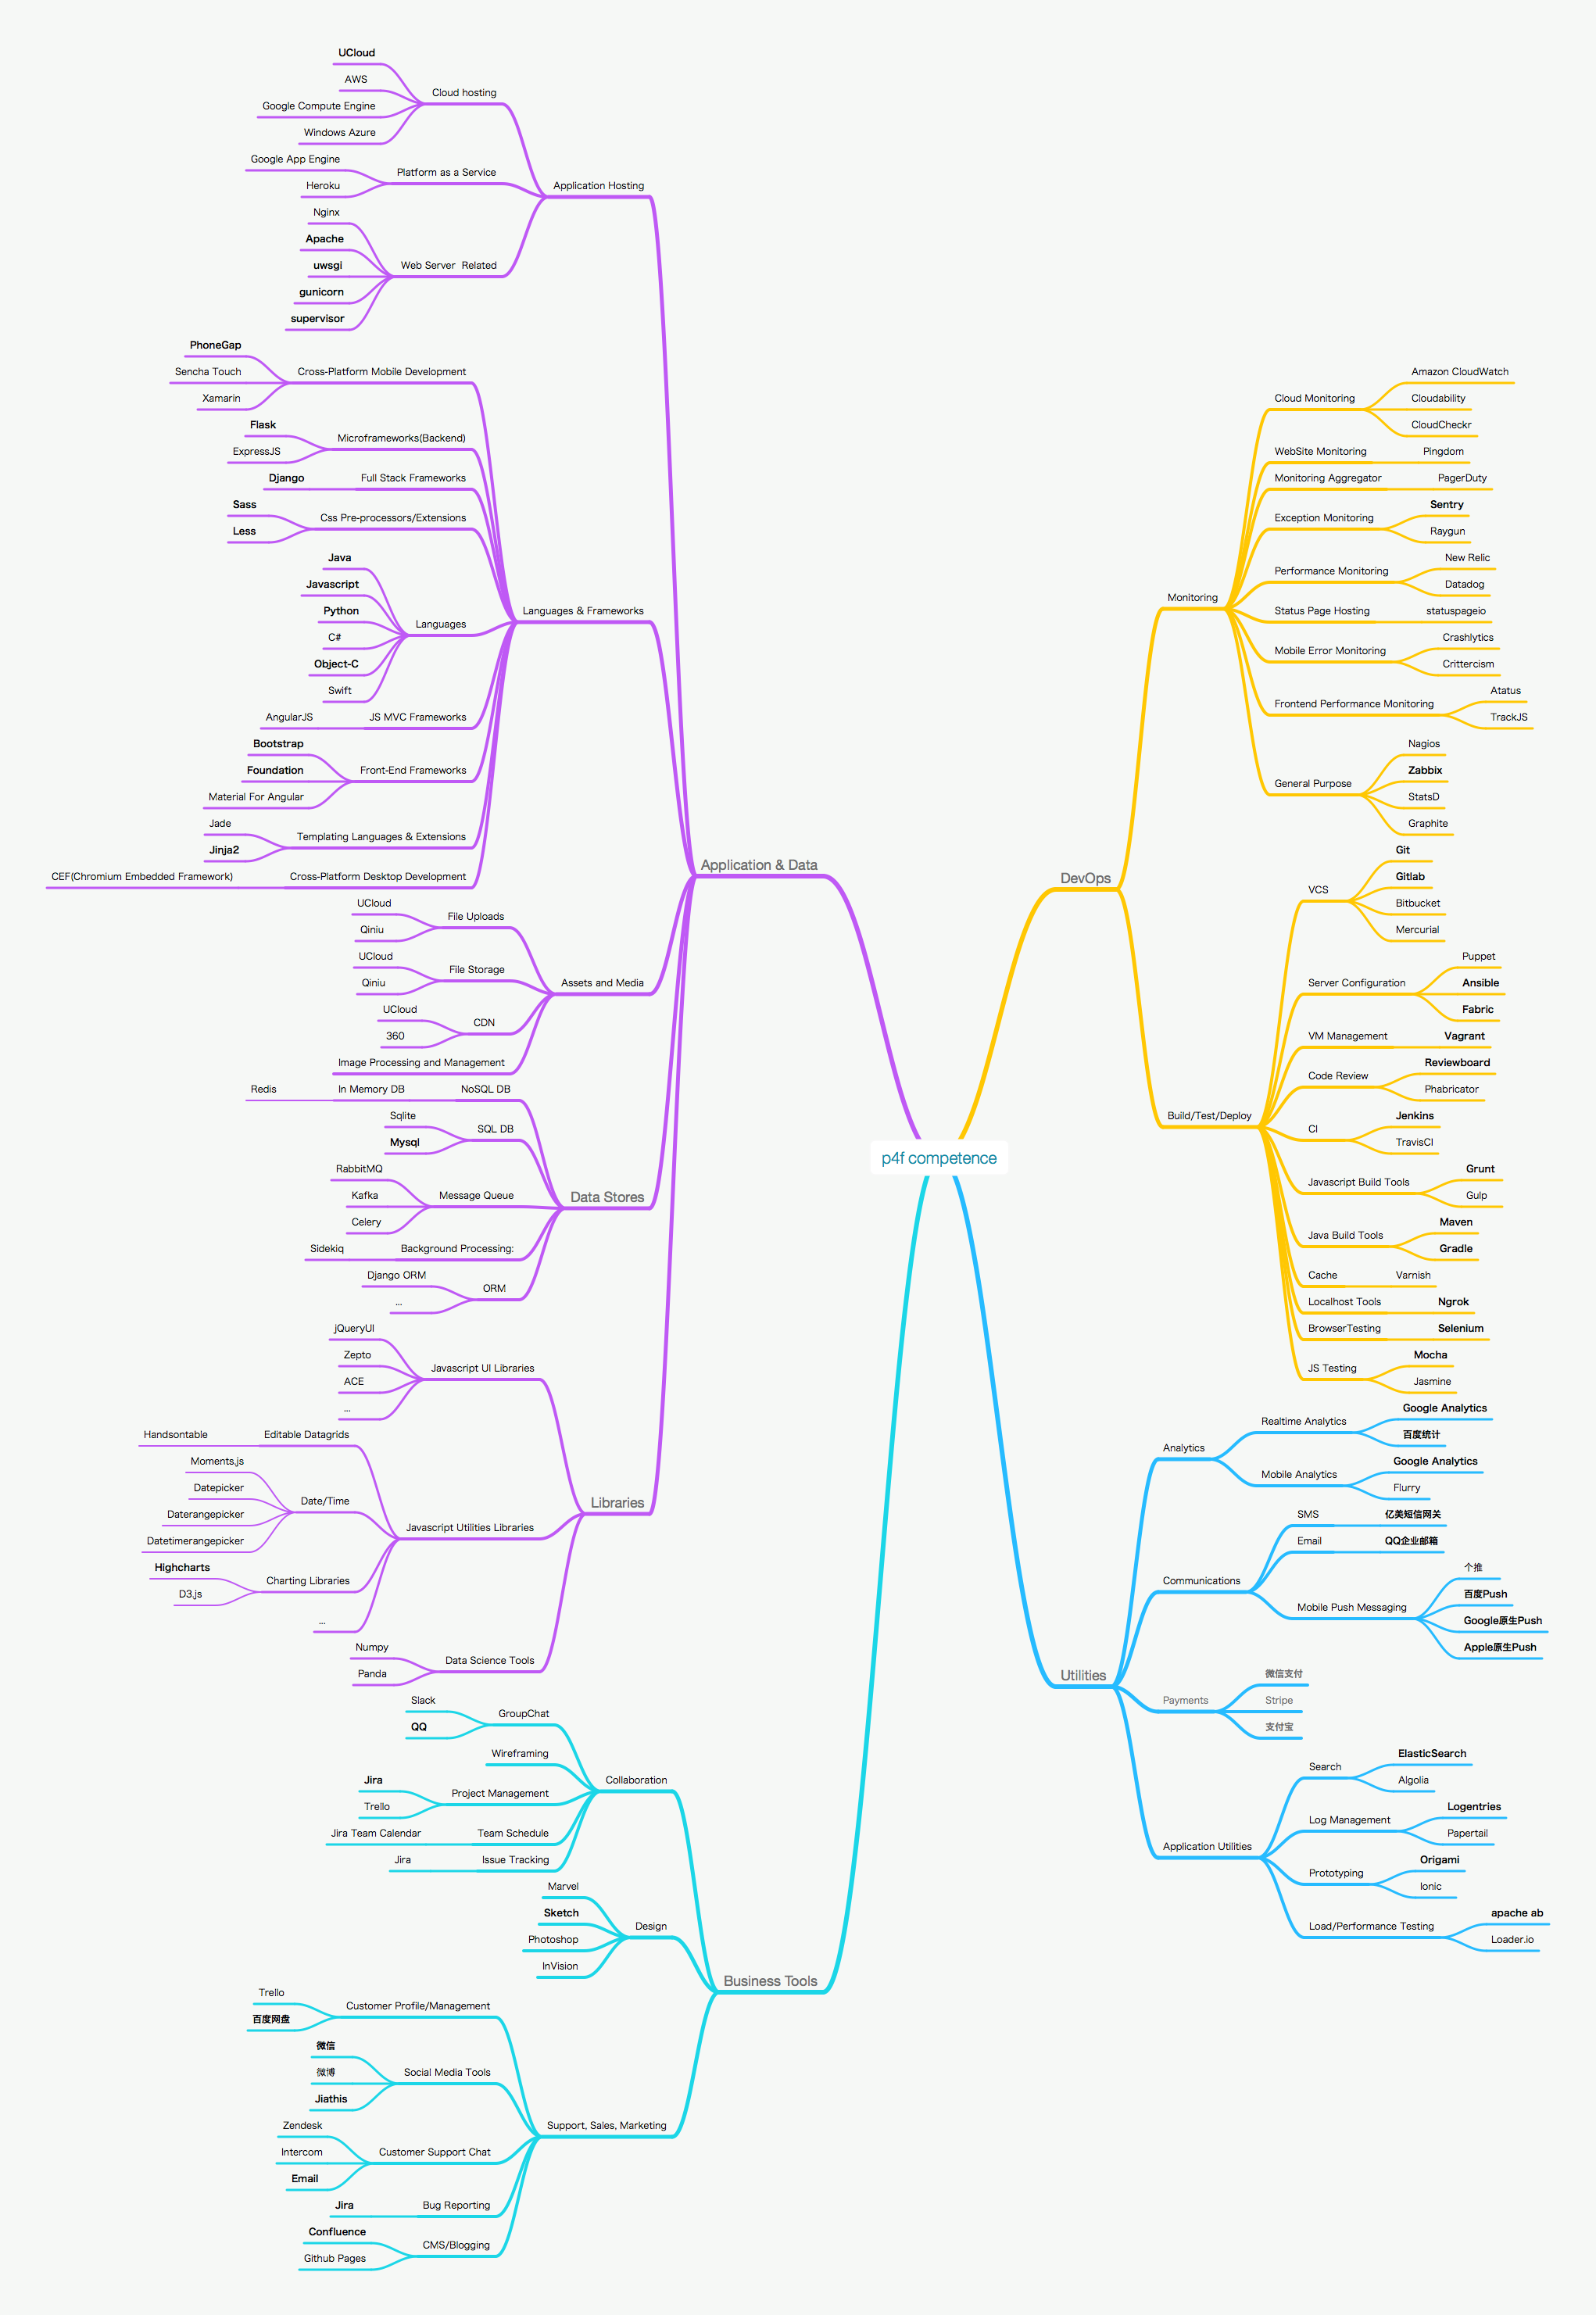 p4f competence
Application & Data
Application Hosting
Cloud hosting
UCloud
AWS
Google Compute Engine
Windows Azure
Platform as a Service
Google App Engine
Heroku
Web Server  Related
Nginx
Apache
uwsgi
gunicorn
supervisor
Languages & Frameworks
Cross-Platform Mobile Development
PhoneGap
Sencha Touch
Xamarin
Microframeworks(Backend)
Flask
ExpressJS
Full Stack Frameworks
Django
Css Pre-processors/Extensions
Sass
Less
Languages
Java
Javascript
Python
C#
Object-C
Swift
JS MVC Frameworks
AngularJS
Front-End Frameworks
Bootstrap
Foundation
Material For Angular
Templating Languages & Extensions
Jade
Jinja2
Cross-Platform Desktop Development
CEF(Chromium Embedded Framework)
Assets and Media
File Uploads
UCloud
Qiniu
File Storage
UCloud
Qiniu
CDN
UCloud
360
Image Processing and Management
Data Stores
NoSQL DB
In Memory DB
Redis
SQL DB
Sqlite
Mysql
Message Queue
RabbitMQ
Kafka
Celery
Background Processing:
Sidekiq
ORM
Django ORM
...
Libraries
Javascript UI Libraries
jQueryUI
Zepto
ACE
...
Javascript Utilities Libraries
Editable Datagrids
Handsontable
Date/Time
Moments.js
Datepicker
Daterangepicker
Datetimerangepicker
Charting Libraries
Highcharts
D3.js
...
Data Science Tools
Numpy
Panda
Business Tools
Collaboration
GroupChat
Slack
QQ
Wireframing
Project Management
Jira
Trello
Team Schedule
Jira Team Calendar
Issue Tracking
Jira
Design
Marvel
Sketch
Photoshop
InVision
Support, Sales, Marketing
Customer Profile/Management
Trello
百度网盘
Social Media Tools
微信
微博
Jiathis
Customer Support Chat
Zendesk
Intercom
Email
Bug Reporting
Jira
CMS/Blogging
Confluence
Github Pages
DevOps
Monitoring
Cloud Monitoring
Amazon CloudWatch
Cloudability
CloudCheckr
WebSite Monitoring
Pingdom
Monitoring Aggregator
PagerDuty
Exception Monitoring
Sentry
Raygun
Performance Monitoring
New Relic
Datadog
Status Page Hosting
statuspageio
Mobile Error Monitoring
Crashlytics
Crittercism
Frontend Performance Monitoring
Atatus
TrackJS
General Purpose
Nagios
Zabbix
StatsD
Graphite
Build/Test/Deploy
VCS
Git
Gitlab
Bitbucket
Mercurial
Server Configuration
Puppet
Ansible
Fabric
VM Management
Vagrant
Code Review
Reviewboard
Phabricator
CI
Jenkins
TravisCI
Javascript Build Tools
Grunt
Gulp
Java Build Tools
Maven
Gradle
Cache
Varnish
Localhost Tools
Ngrok
BrowserTesting
Selenium
JS Testing
Mocha
Jasmine
Utilities
Analytics
Realtime Analytics
Google Analytics
百度统计
Mobile Analytics
Google Analytics
Flurry
Communications
SMS
亿美短信网关
Email
QQ企业邮箱
Mobile Push Messaging
个推
百度Push
Google原生Push
Apple原生Push
Payments
微信支付
Stripe
支付宝
Application Utilities
Search
ElasticSearch
Algolia
Log Management
Logentries
Papertail
Prototyping
Origami
Ionic
Load/Performance Testing
apache ab
Loader.io